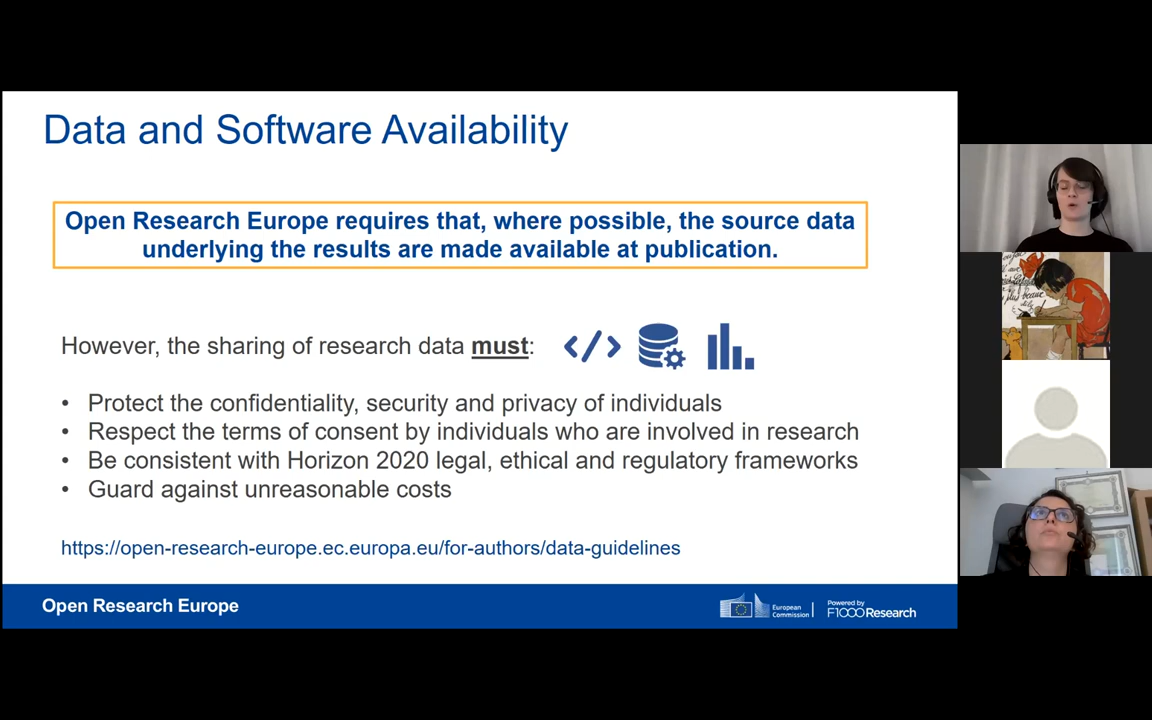 Data and Software Availability
Open Research Europe requires that, where possible, the source data
underlying the results are made available at publication.
However, the sharing of research data must:
• Protect the confidentiality, security and privacy of individuals
• Respect the terms of consent by individuals who are involved in research
• Be consistent with Horizon 2020 legal, ethical and regulatory frameworks
• Guard against unreasonable costs
https://open-research-europe.ec.europa.eu/for-authors/data-guidelines
Open Research Europe
European
Commission
Powered by
F1000Research